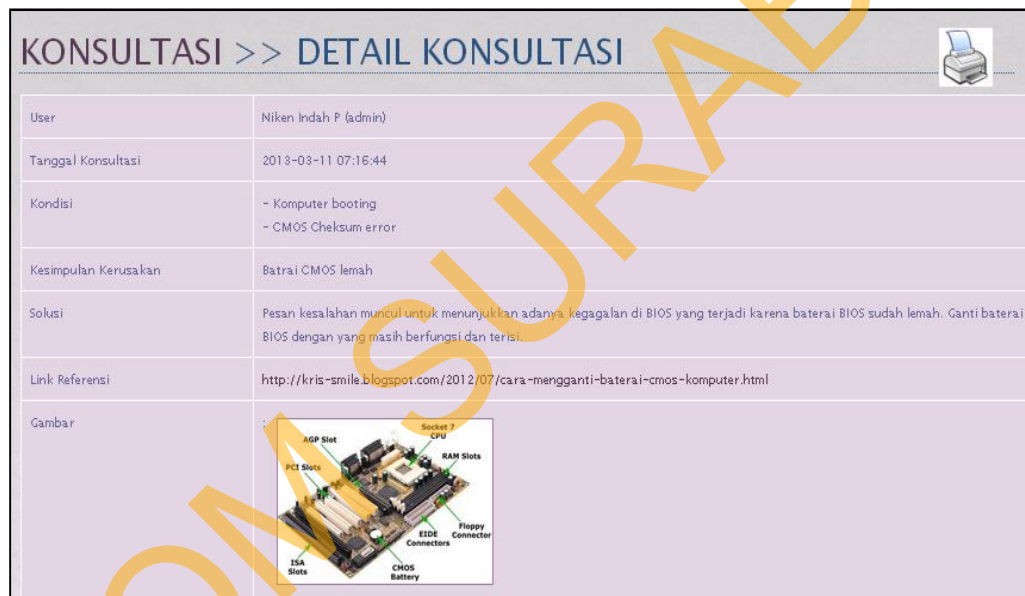 KONSULTASI >> DETAIL KONSULTASI
User Niken Indah P (admin)
Tanggal Konsultasi 2013-03-11 07:16:44
Kondisi - Komputer booting
- CMOS Cheksum error
Kesimpulan Kerusakan Batrai CMOS lemah
Solusi Pesan kesalahan muncul untuk menunjukkan adanya kegagalan di BIOS yang terjadi karena baterai BIOS sudah lemah. Ganti baterai
BIOS dengan yang masih berfungsi dan terisi.
Link Referensi http://kris-smile.blogspot.com/2012/07/cara-mengganti-baterai-cmos-komputer.html
Gambar :
Socket 7
CPU
AGP Slot
RAM Slots
PCI Slots
Floppy
Connector
EIDE
Connectors
ISA
Slots
CMOS
Battery
OM SURAB